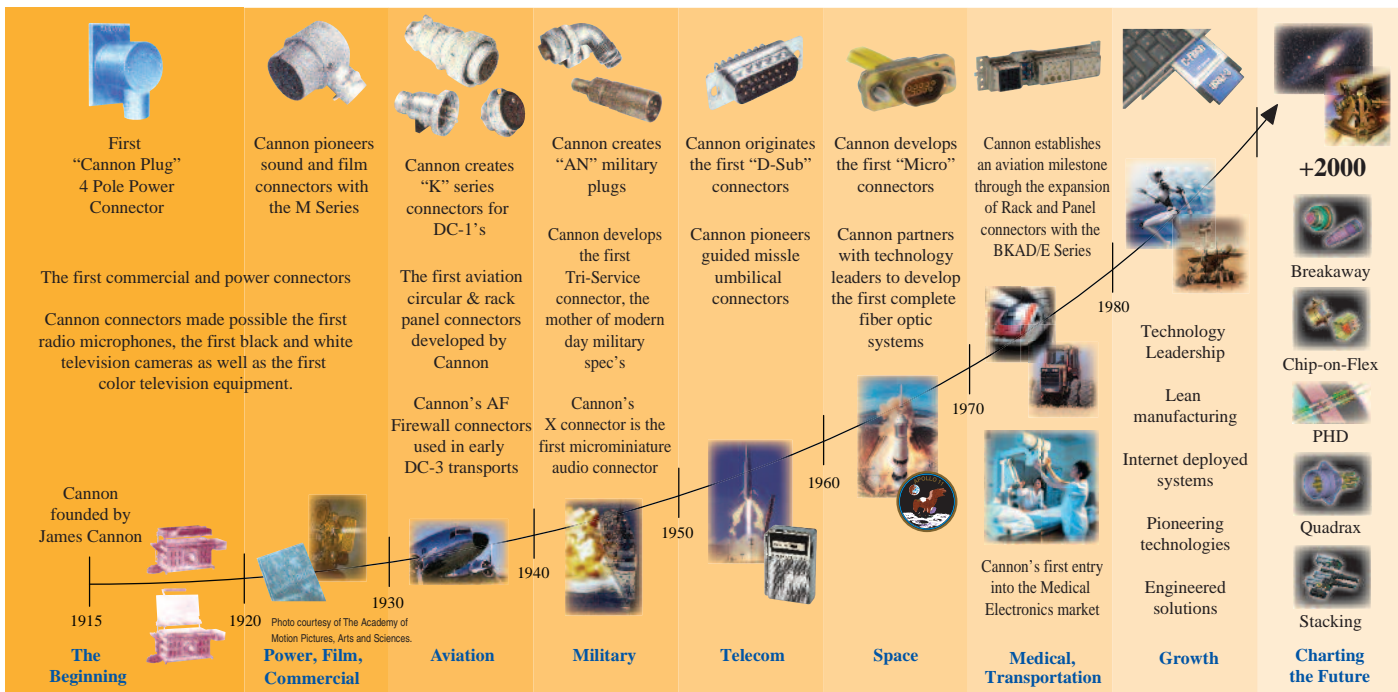 First
“Cannon Plug”
4 Pole Power
Connector
Cannon pioneers
sound and film
connectors with
the M Series
The first commercial and power connectors
Cannon connectors made possible the first
radio microphones, the first black and white
television cameras as well as the first
color television equipment.
Cannon
founded by
James Cannon
1915
1920
Photo courtesy of The Academy of
Motion Pictures, Arts and Sciences.
The
Beginning
Power, Film,
Commercial
Cannon creates
“K” series
connectors for
DC-1’s
The first aviation
circular & rack
panel connectors
developed by
Cannon
Cannon’s AF
Firewall connectors
used in early
DC-3 transports
1930
Aviation
Cannon creates
“AN” military
plugs
Cannon develops
the first
Tri-Service
connector, the
mother of modern
day military
spec’s
Cannon’s
X connector is the
first microminiature
audio connector
1940
Military
Cannon originates
the first “D-Sub”
connectors
Cannon pioneers
guided missle
umbilical
connectors
1950
Telecom
Cannon develops
the first “Micro”
connectors
Cannon partners
with technology
leaders to develop
the first complete
fiber optic
systems
1960
APOLLO 11
Space
Cannon establishes
an aviation milestone
through the expansion
of Rack and Panel
connectors with the
BKAD/E Series
1970
Cannon’s first entry
into the Medical
Electronics market
Medical,
Transportation
1980
Technology
Leadership
Lean
manufacturing
Internet deployed
systems
Pioneering
technologies
Engineered
solutions
Growth
+2000
Breakaway
Chip-on-Flex
PHD
Quadrax
Stacking
Charting
the Future